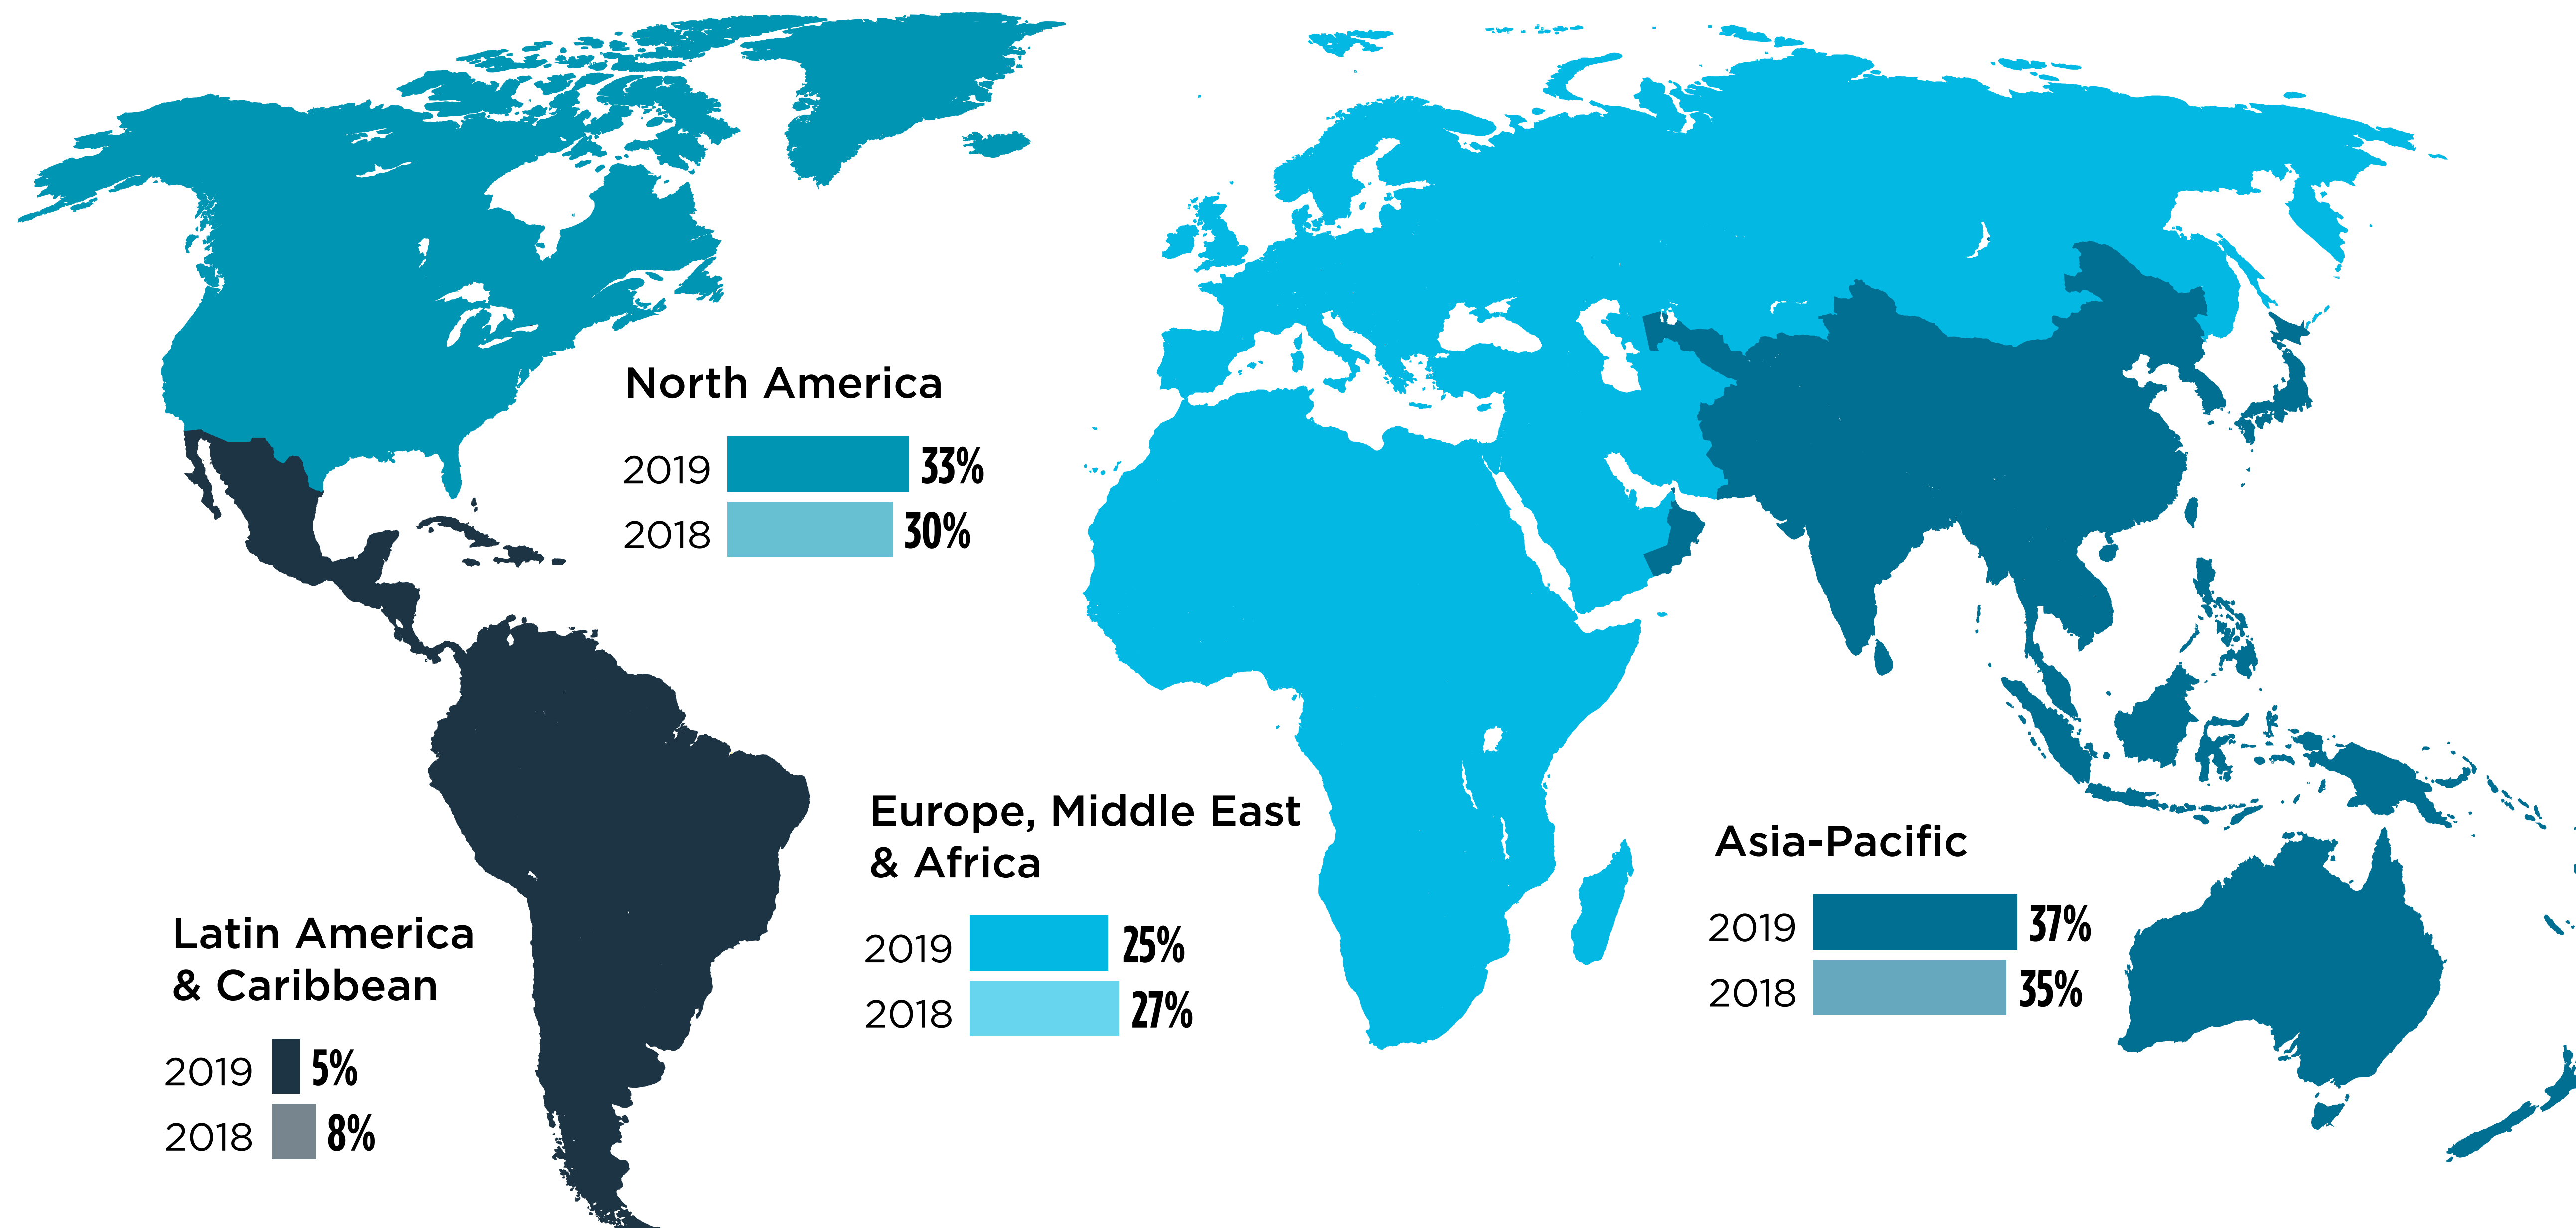 North America
2019 33%
2018 30%
Europe, Middle East
& Africa
2019 25%
2018 27%
Asia-Pacific
2019 37%
2018 35%
Latin America
& Caribbean
2019 5%
2018 8%